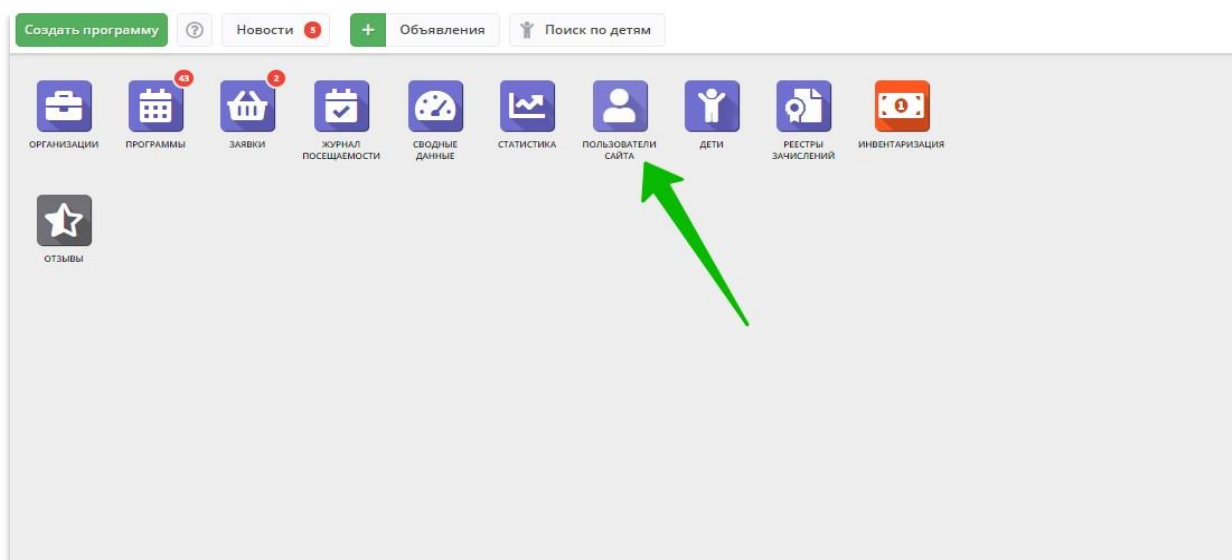 Создать программу ? Новости 5 + Объявления Поиск по детям
43 2
1
ОРГАНИЗАЦИИ ПРОГРАММЫ ЗАЯВКИ ЖУРНАЛ СВОДНЫЕ СТАТИСТИКА ПОЛЬЗОВАТЕЛИ ДЕТИ РЕЕСТРЫ ИНВЕНТАРИЗАЦИЯ
ПОСЕЩАЕМОСТИ ДАННЫЕ САЙТА ЗАЧИСЛЕНИЙ
ОТЗЫВЫ